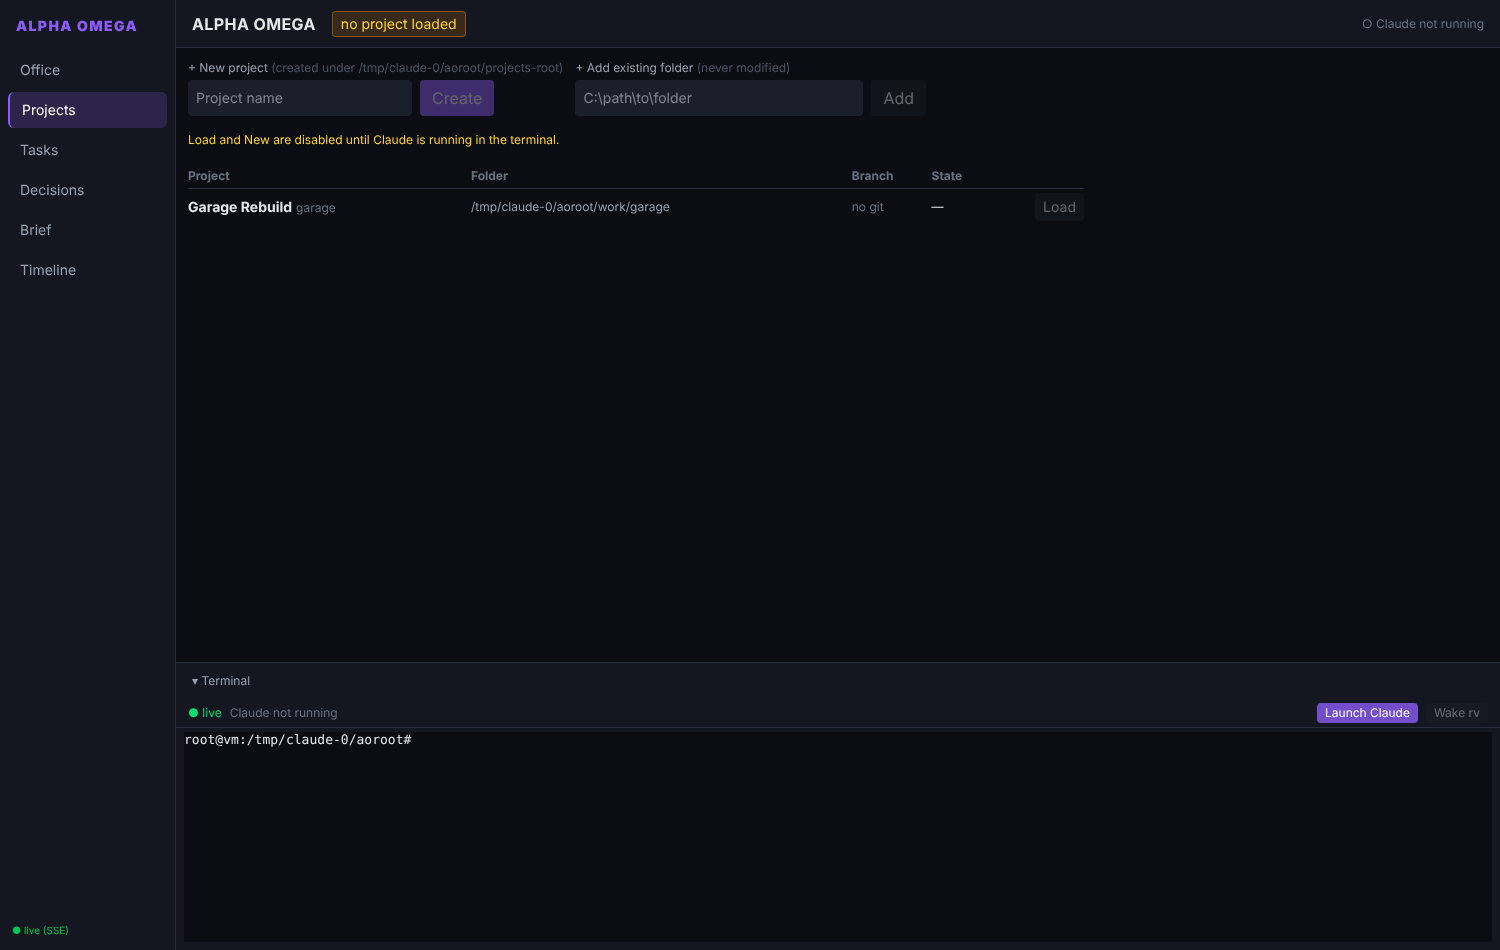 ALPHA OMEGA
Office
Projects
Tasks
Decisions
Brief
Timeline
live (SSE)
ALPHA OMEGA no project loaded
Claude not running
+ New project (created under /tmp/claude-0/aoroot/projects-root)
Project name Create
+ Add existing folder (never modified)
C:\path\to\folder Add
Load and New are disabled until Claude is running in the terminal.
Project Folder Branch State
Garage Rebuild garage /tmp/claude-0/aoroot/work/garage no git — Load
▾ Terminal
live Claude not running Launch Claude Wake rv
root@vm:/tmp/claude-0/aoroot#